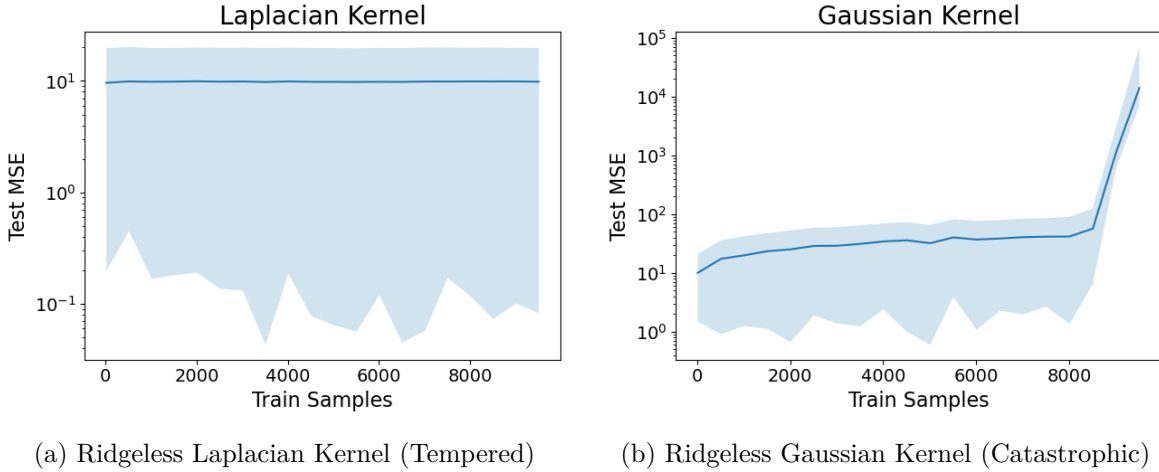 Laplacian Kernel
Test MSE
10^1
10^0
10^-1
0 2000 4000 6000 8000
Train Samples
(a) Ridgeless Laplacian Kernel (Tempered)
Gaussian Kernel
Test MSE
10^5
10^4
10^3
10^2
10^1
10^0
0 2000 4000 6000 8000
Train Samples
(b) Ridgeless Gaussian Kernel (Catastrophic)